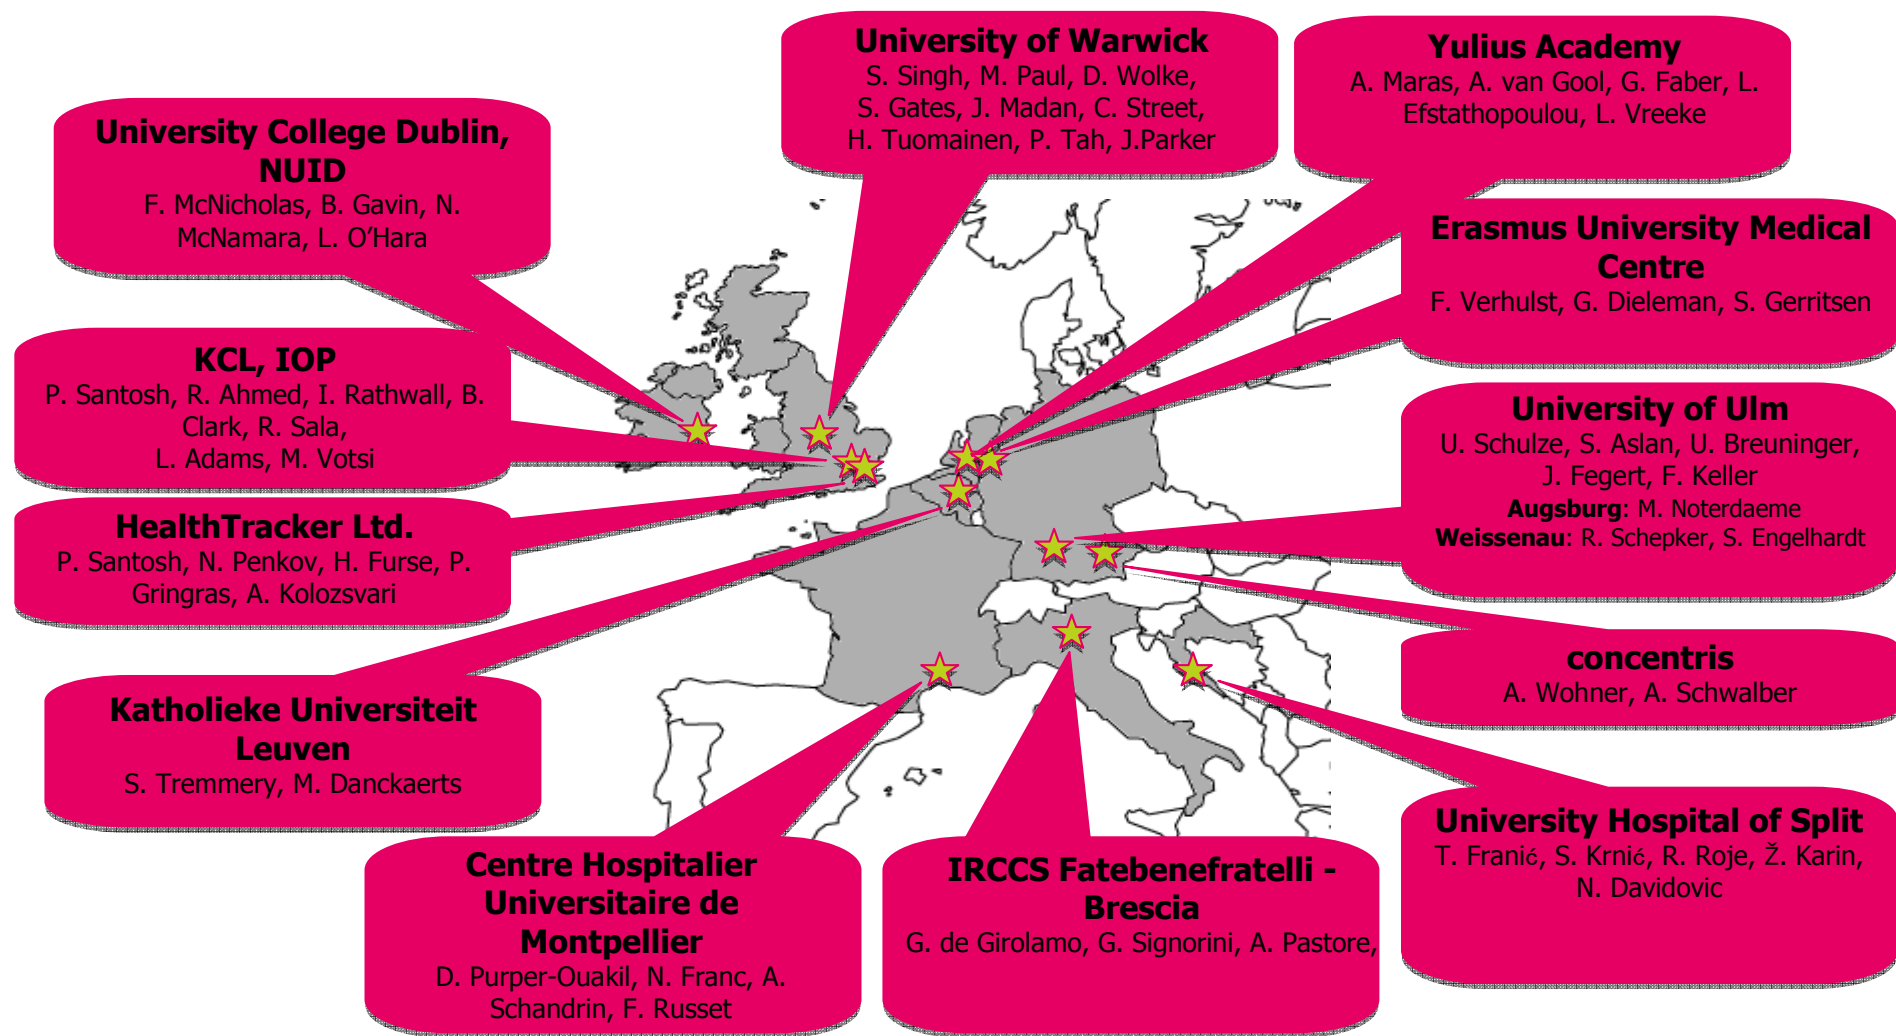 University of Warwick
S. Singh, M. Paul, D. Wolke,
S. Gates, J. Madan, C. Street,
H. Tuomainen, P. Tah, J.Parker
Yulius Academy
A. Maras, A. van Gool, G. Faber, L.
Efstathopoulou, L. Vreeke
University College Dublin,
NUID
F. McNicholas, B. Gavin, N.
McNamara, L. O'Hara
Erasmus University Medical
Centre
F. Verhulst, G. Dieleman, S. Gerritsen
KCL, IOP
P. Santosh, R. Ahmed, I. Rathwall, B.
Clark, R. Sala,
L. Adams, M. Votsi
University of Ulm
U. Schulze, S. Aslan, U. Breuninger,
J. Fegert, F. Keller
Augsburg: M. Noterdaeme
Weissenau: R. Schepker, S. Engelhardt
HealthTracker Ltd.
P. Santosh, N. Penkov, H. Furse, P.
Gringras, A. Kolozsvari
concentris
A. Wohner, A. Schwalber
Katholieke Universiteit
Leuven
S. Tremmery, M. Danckaerts
University Hospital of Split
T. Franić, S. Krnić, R. Roje, Ž. Karin,
N. Davidovic
Centre Hospitalier
Universitaire de
Montpellier
D. Purper-Ouakil, N. Franc, A.
Schandrin, F. Russet
IRCCS Fatebenefratelli -
Brescia
G. de Girolamo, G. Signorini, A. Pastore,